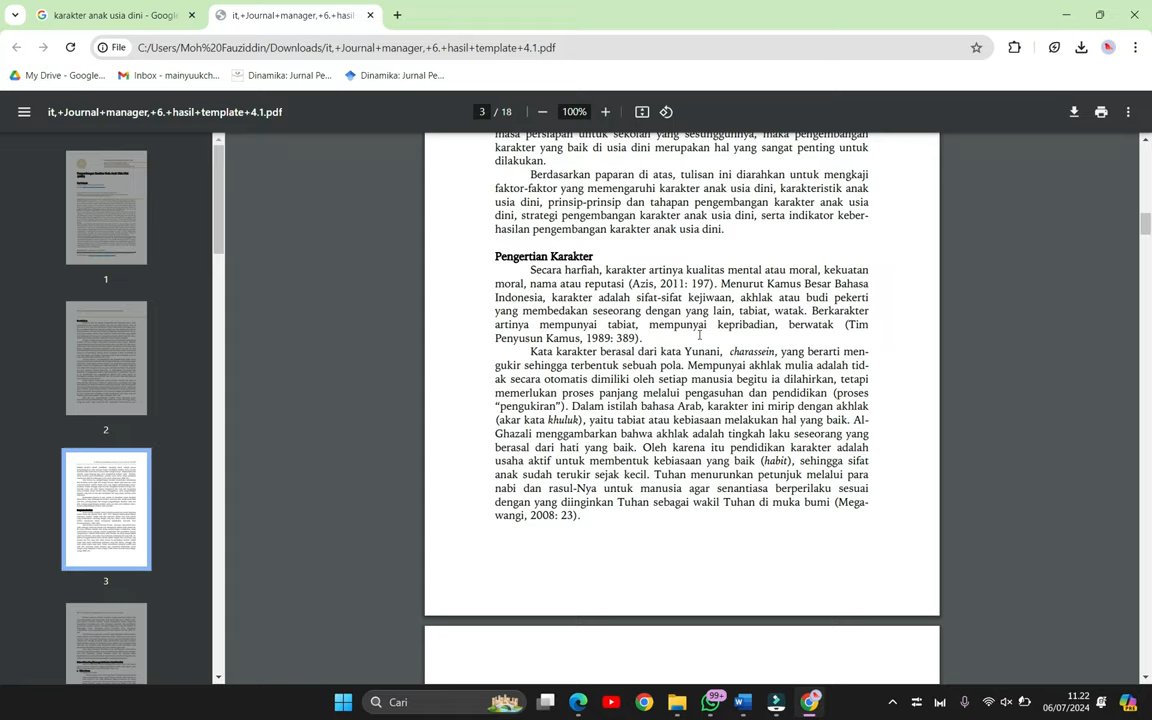 karakter anak usia dini - Google
it,+Journal+manager,+6.+hasil
File
C:/Users/Moh%20Fauziddin/Downloads/it,+Journal+manager,+6.+hasil+template+4.1.pdf
My Drive - Google...
Inbox - mainyuukch...
Dinamika: Jurnal Pe...
Dinamika: Jurnal Pe...
it,+Journal+manager,+6.+hasil+template+4.1.pdf
3 / 18
100%
masa persiapan untuk sekolah yang sesungguhnya, maka pengembangan
karakter yang baik di usia dini merupakan hal yang sangat penting untuk
dilakukan.
Berdasarkan paparan di atas, tulisan ini diarahkan untuk mengkaji
faktor-faktor yang memengaruhi karakter anak usia dini, karakteristik anak
usia dini, prinsip-prinsip dan tahapan pengembangan karakter anak usia
dini, strategi pengembangan karakter anak usia dini, serta indikator keber-
hasilan pengembangan karakter anak usia dini.
Pengertian Karakter
Secara harfiah, karakter artinya kualitas mental atau moral, kekuatan
moral, nama atau reputasi (Azis, 2011: 197). Menurut Kamus Besar Bahasa
Indonesia, karakter adalah sifat-sifat kejiwaan, akhlak atau budi pekerti
yang membedakan seseorang dengan yang lain, tabiat, watak. Berkarakter
artinya mempunyai tabiat, mempunyai kepribadian, berwatak (Tim
Penyusun Kamus, 1989: 389).
Kata karakter berasal dari kata Yunani, charassein, yang berarti men-
gukir sehingga terbentuk sebuah pola. Mempunyai akhlak mulia adalah tid-
ak secara otomatis dimiliki oleh setiap manusia begitu ia dilahirkan, tetapi
memerlukan proses panjang melalui pengasuhan dan pendidikan (proses
“pengukiran”). Dalam istilah bahasa Arab, karakter ini mirip dengan akhlak
(akar kata khuluk), yaitu tabiat atau kebiasaan melakukan hal yang baik. Al-
Ghazali menggambarkan bahwa akhlak adalah tingkah laku seseorang yang
berasal dari hati yang baik. Oleh karena itu pendidikan karakter adalah
usaha aktif untuk membentuk kebiasaan yang baik (habit), sehingga sifat
anak sudah terukir sejak kecil. Tuhan menurunkan petunjuk melalui para
nabi dan rasul-Nya untuk manusia agar senantiasa berperilaku sesuai
dengan yang diinginkan Tuhan sebagai wakil Tuhan di muka bumi (Mega-
wangi, 2008: 23).
1
2
3
Cari
99+
11.22
06/07/2024